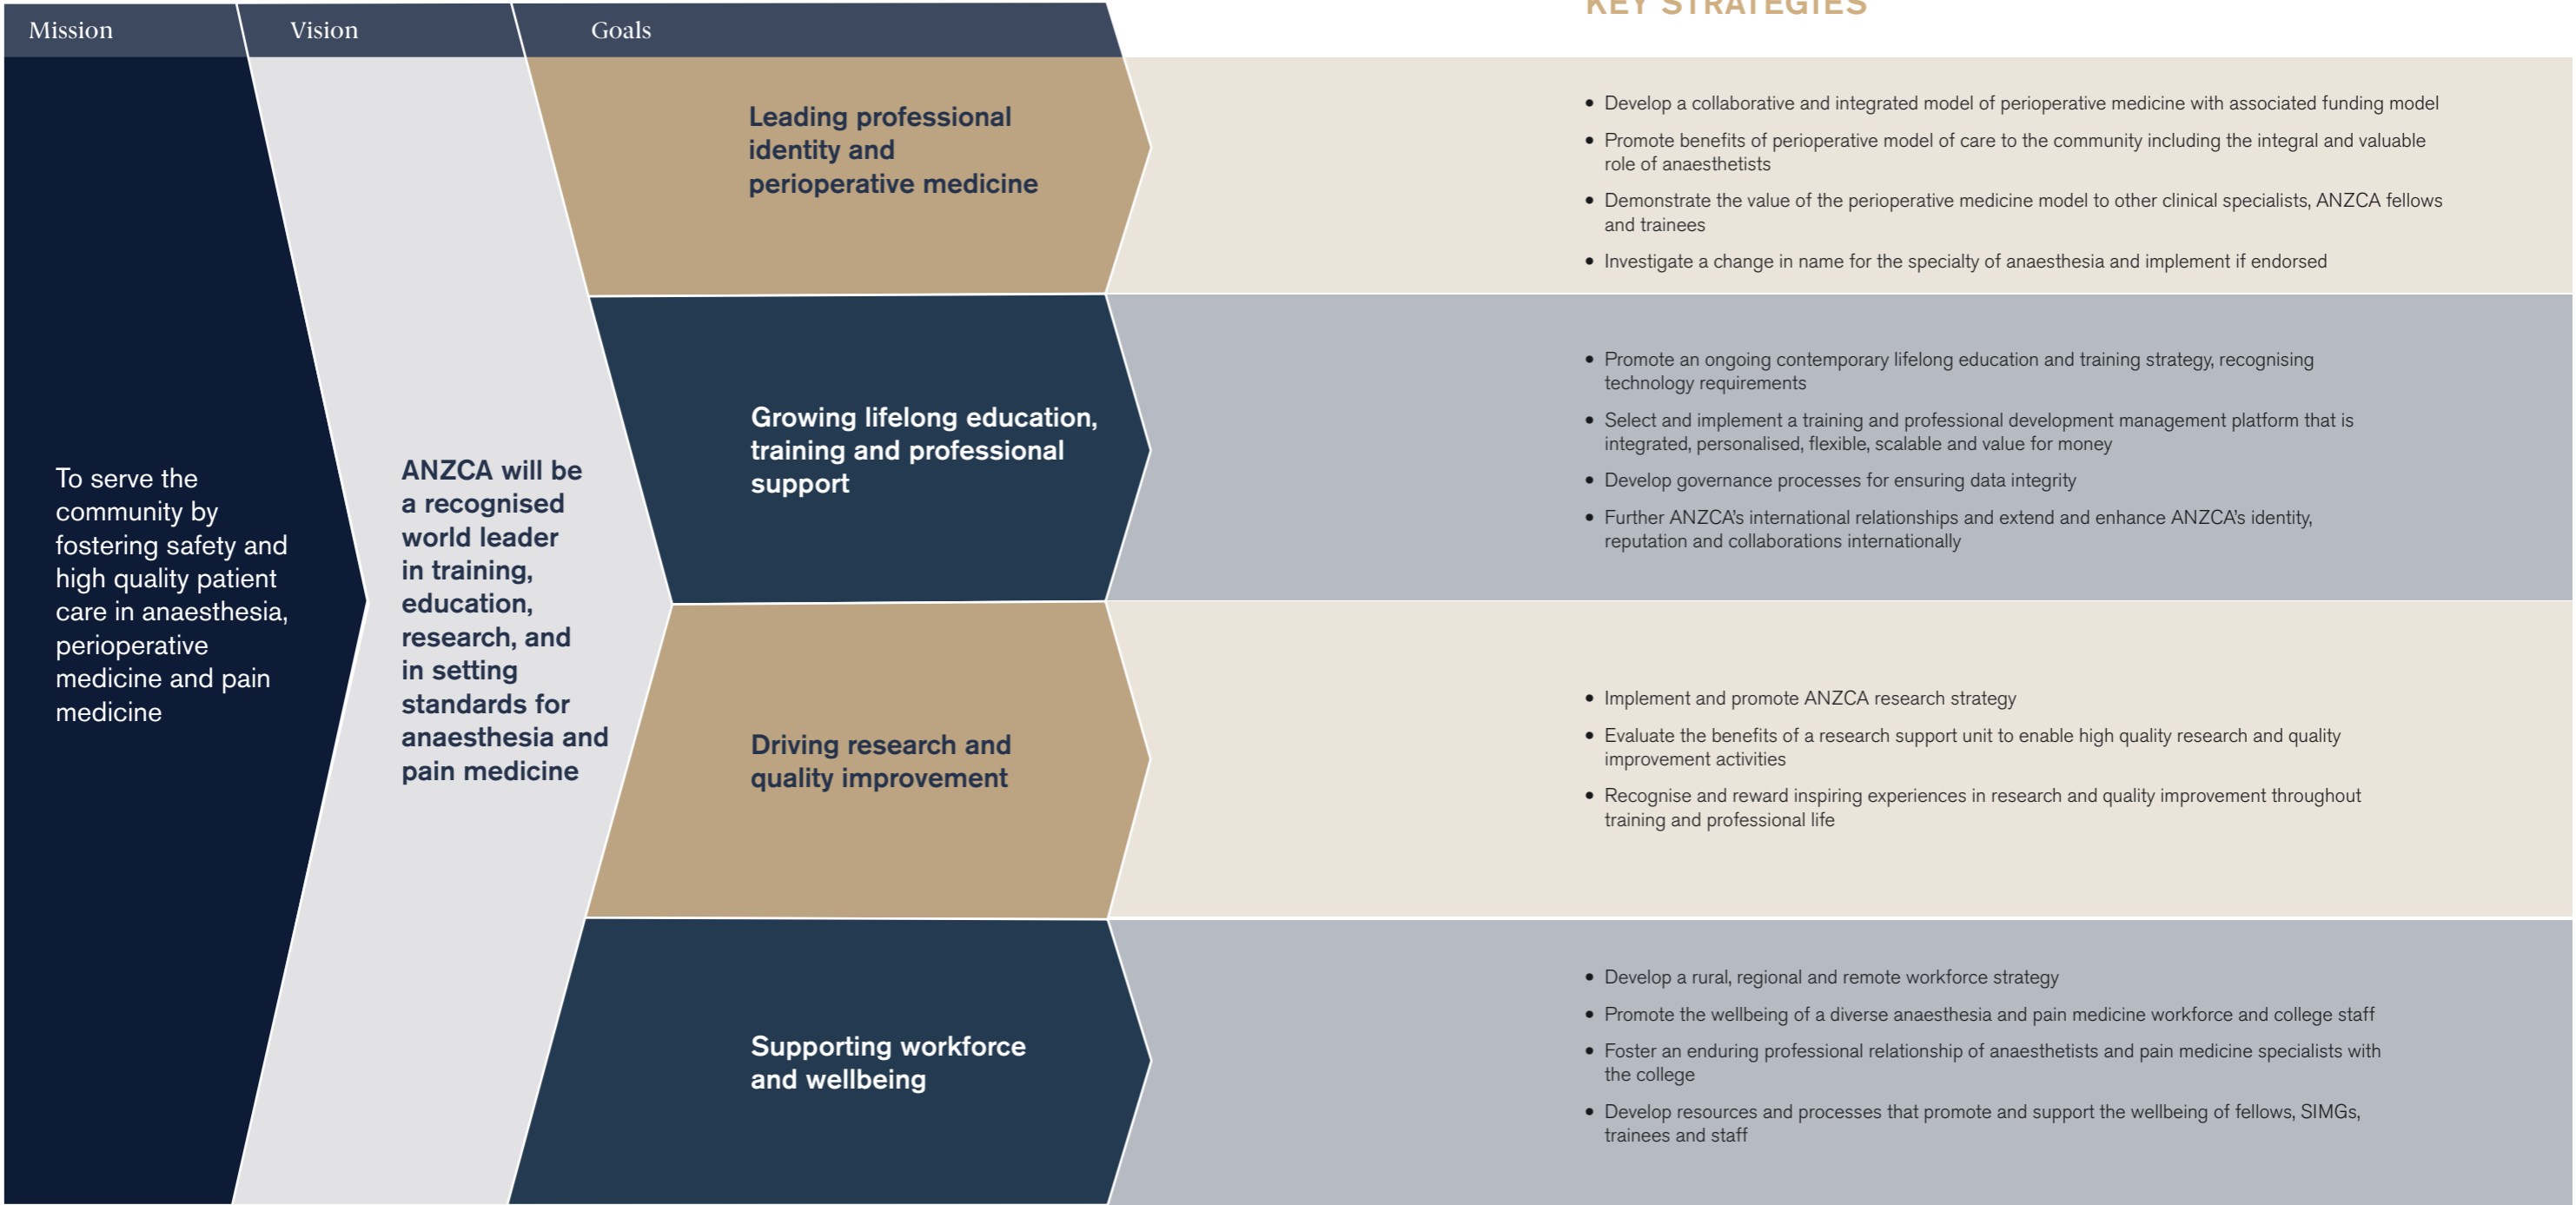 KEY STRATEGIES
Mission
Vision
Goals
To serve the
community by
fostering safety and
high quality patient
care in anaesthesia,
perioperative
medicine and pain
medicine
ANZCA will be
a recognised
world leader
in training,
education,
research, and
in setting
standards for
anaesthesia and
pain medicine
Leading professional
identity and
perioperative medicine
• Develop a collaborative and integrated model of perioperative medicine with associated funding model
• Promote benefits of perioperative model of care to the community including the integral and valuable
role of anaesthetists
• Demonstrate the value of the perioperative medicine model to other clinical specialists, ANZCA fellows
and trainees
• Investigate a change in name for the specialty of anaesthesia and implement if endorsed
Growing lifelong education,
training and professional
support
• Promote an ongoing contemporary lifelong education and training strategy, recognising
technology requirements
• Select and implement a training and professional development management platform that is
integrated, personalised, flexible, scalable and value for money
• Develop governance processes for ensuring data integrity
• Further ANZCA’s international relationships and extend and enhance ANZCA’s identity,
reputation and collaborations internationally
Driving research and
quality improvement
• Implement and promote ANZCA research strategy
• Evaluate the benefits of a research support unit to enable high quality research and quality
improvement activities
• Recognise and reward inspiring experiences in research and quality improvement throughout
training and professional life
Supporting workforce
and wellbeing
• Develop a rural, regional and remote workforce strategy
• Promote the wellbeing of a diverse anaesthesia and pain medicine workforce and college staff
• Foster an enduring professional relationship of anaesthetists and pain medicine specialists with
the college
• Develop resources and processes that promote and support the wellbeing of fellows, SIMGs,
trainees and staff